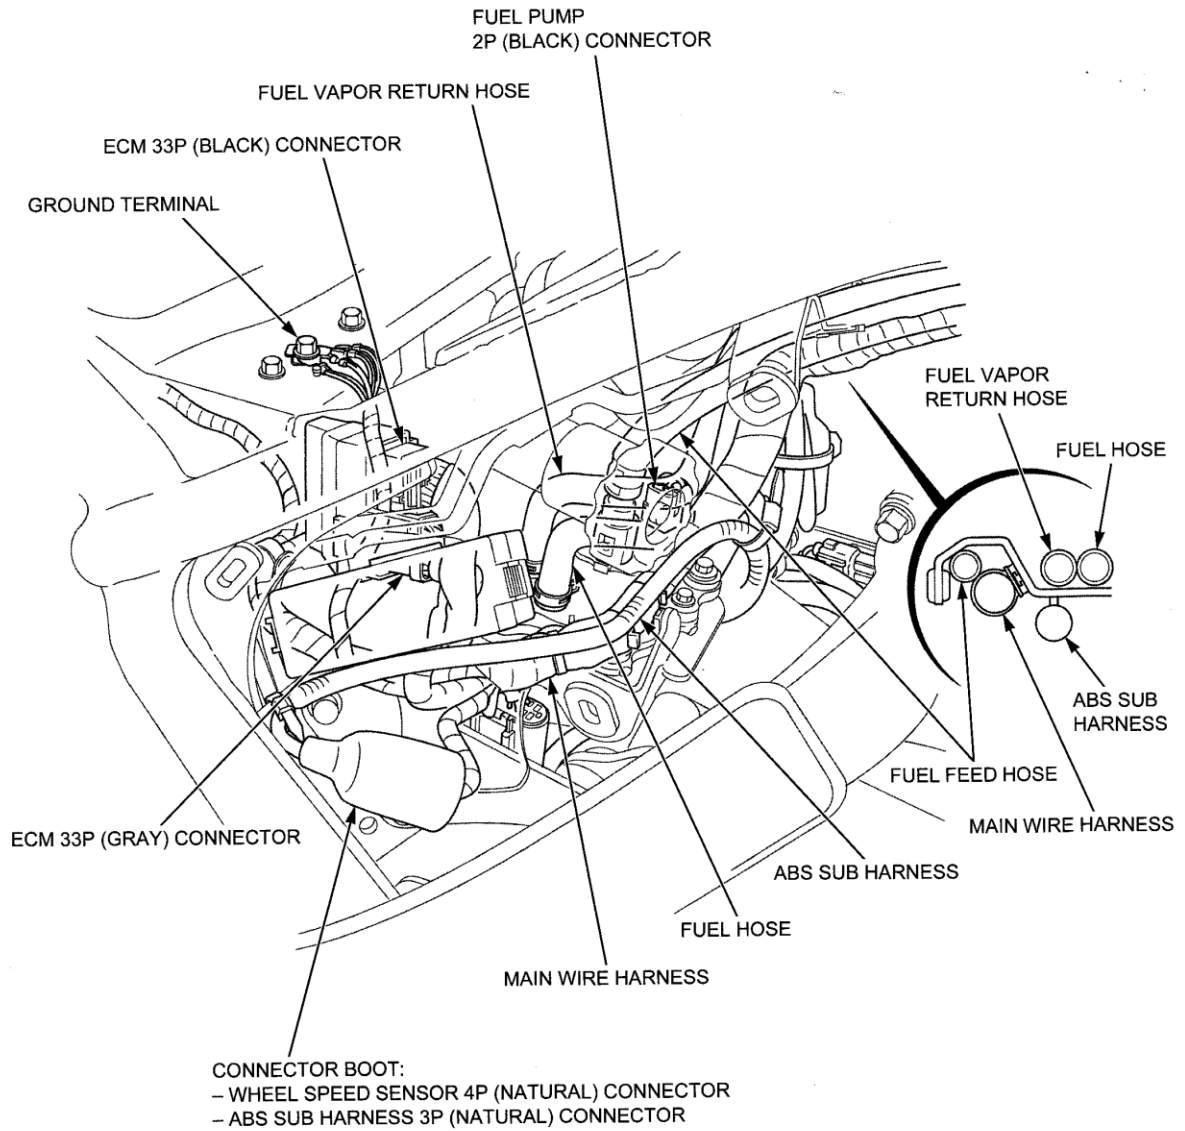 FUEL PUMP
2P (BLACK) CONNECTOR
FUEL VAPOR RETURN HOSE
ECM 33P (BLACK) CONNECTOR
GROUND TERMINAL
FUEL VAPOR
RETURN HOSE
FUEL HOSE
ABS SUB
HARNESS
FUEL FEED HOSE
MAIN WIRE HARNESS
ECM 33P (GRAY) CONNECTOR
ABS SUB HARNESS
FUEL HOSE
MAIN WIRE HARNESS
CONNECTOR BOOT:
– WHEEL SPEED SENSOR 4P (NATURAL) CONNECTOR
– ABS SUB HARNESS 3P (NATURAL) CONNECTOR